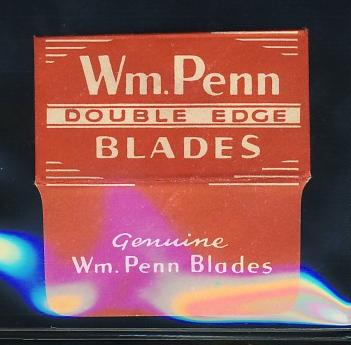 Wm. Penn
DOUBLE EDGE
BLADES
Genuine
Wm. Penn Blades